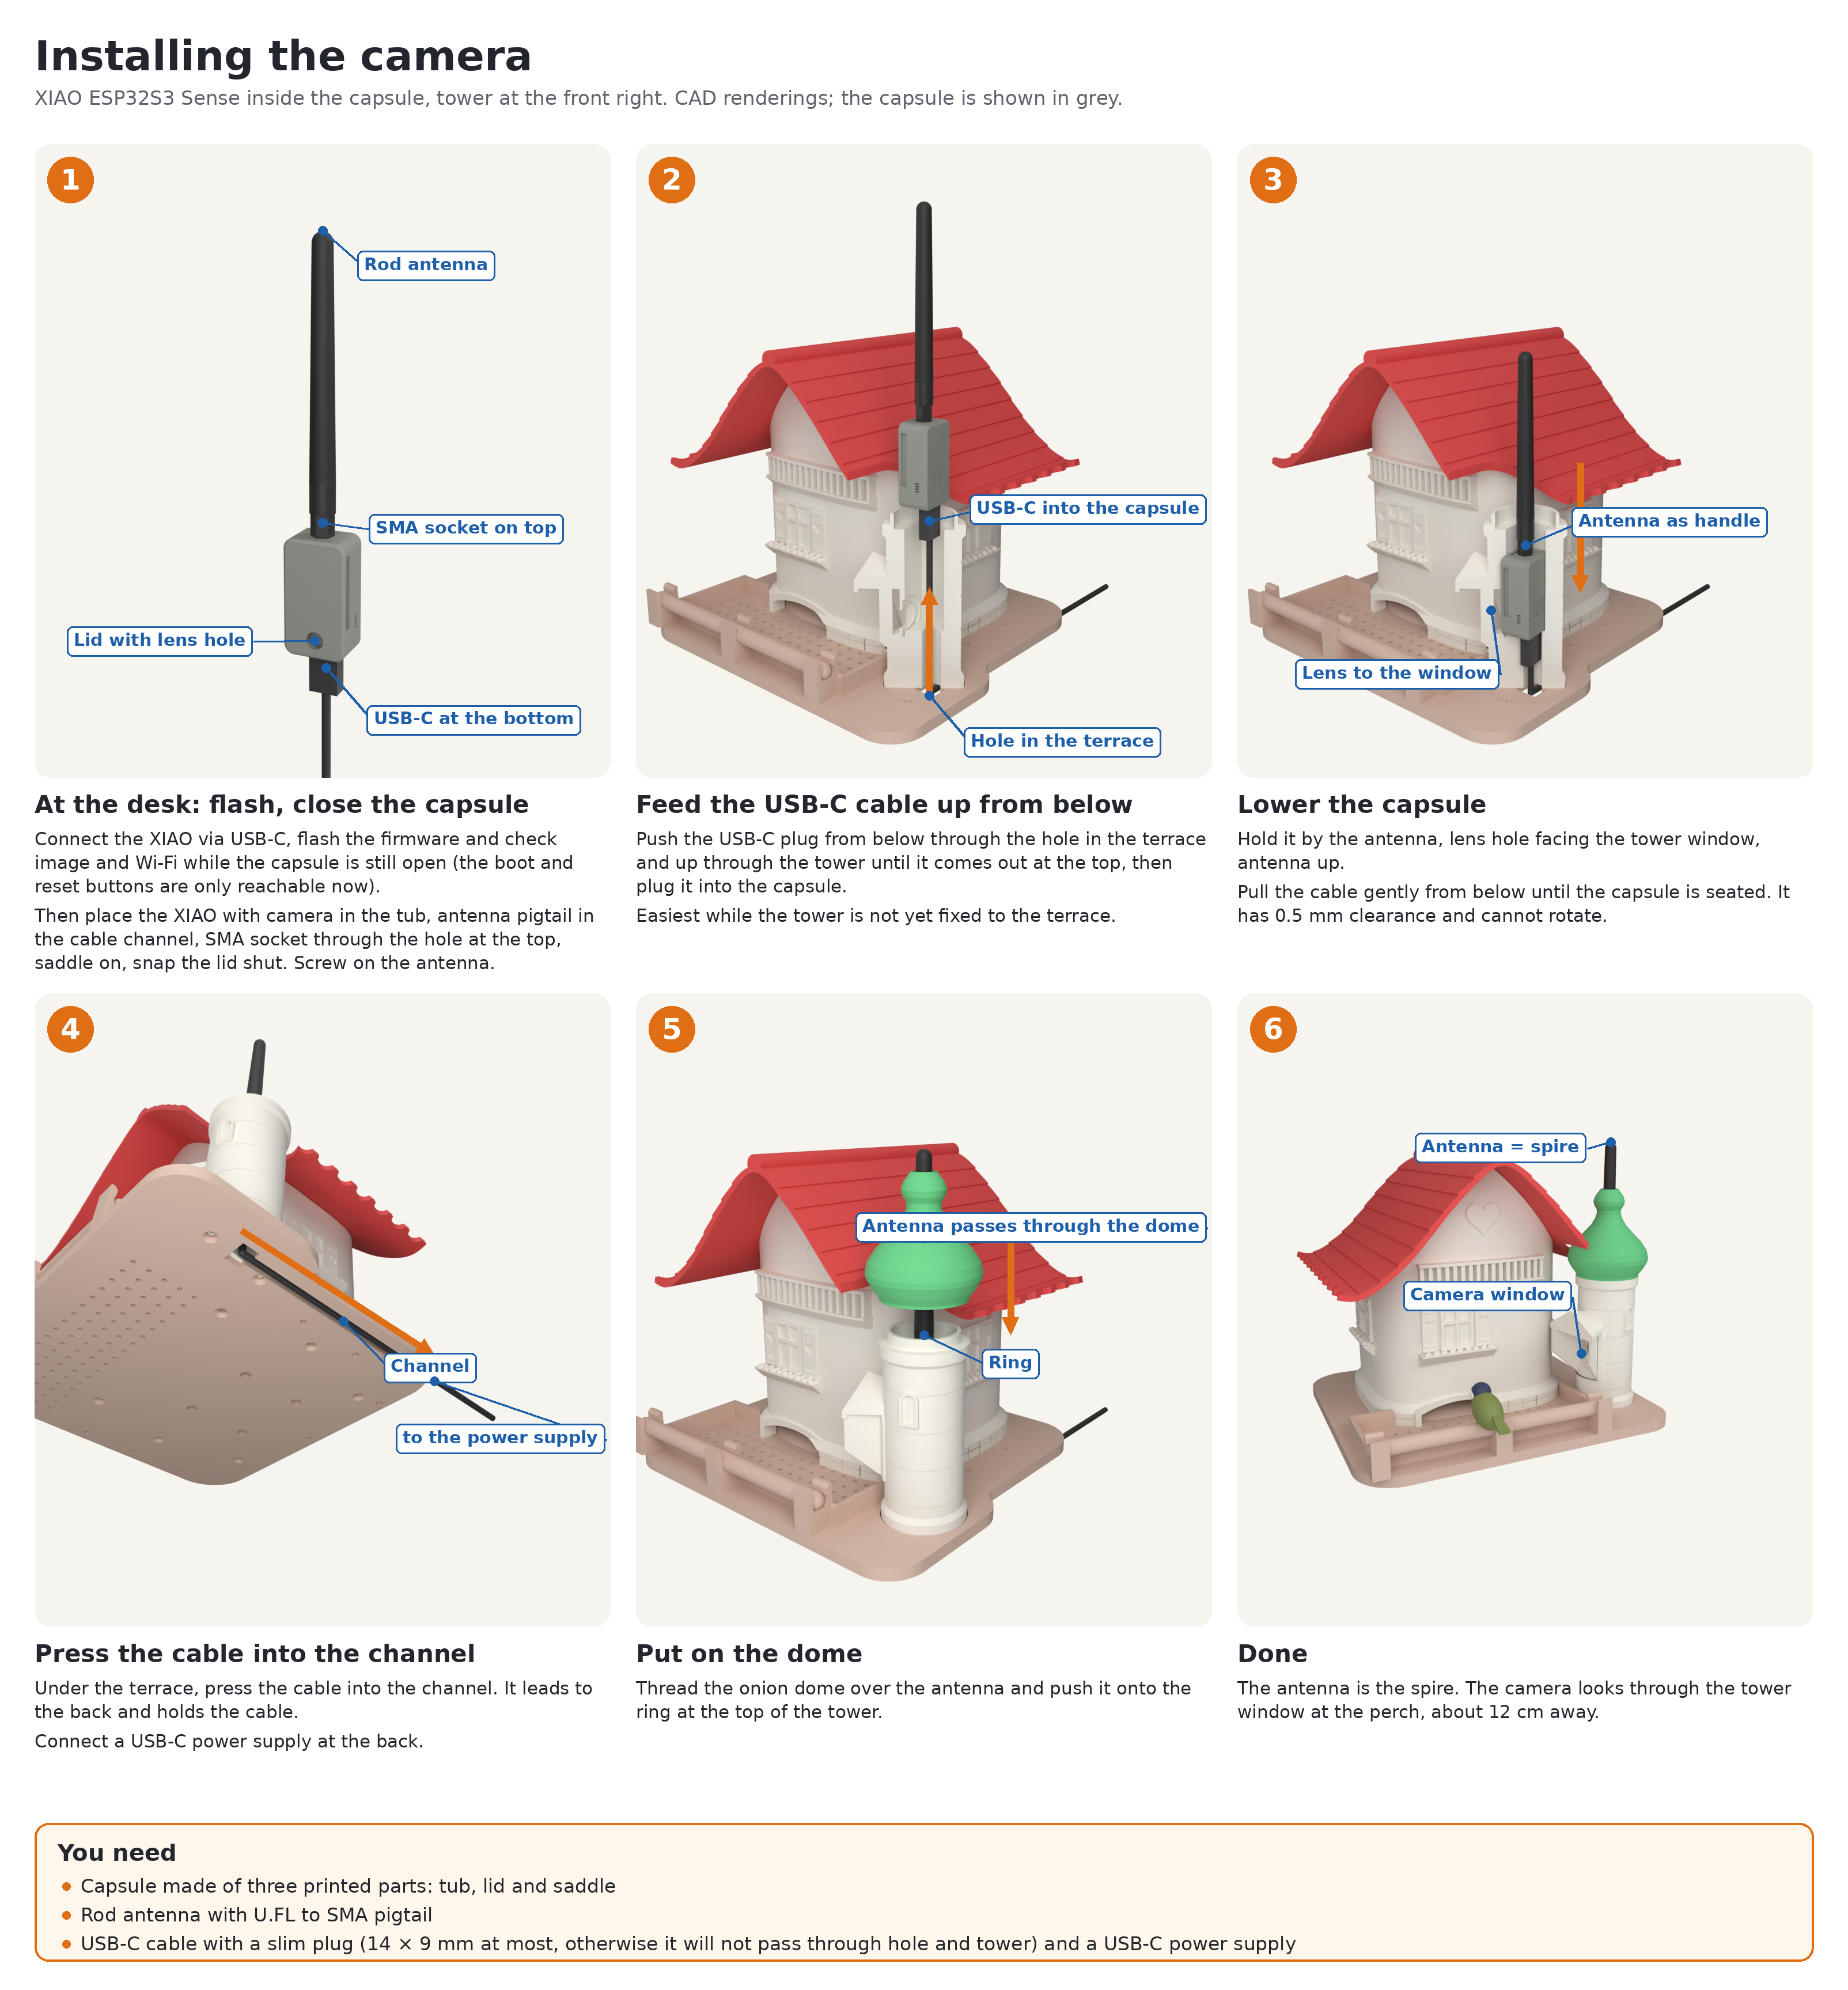 Installing the camera
XIAO ESP32S3 Sense inside the capsule, tower at the front right. CAD renderings; the capsule is shown in grey.
1
Rod antenna
SMA socket on top
Lid with lens hole
USB-C at the bottom
At the desk: flash, close the capsule
Connect the XIAO via USB-C, flash the firmware and check
image and Wi-Fi while the capsule is still open (the boot and
reset buttons are only reachable now).
Then place the XIAO with camera in the tub, antenna pigtail in
the cable channel, SMA socket through the hole at the top,
saddle on, snap the lid shut. Screw on the antenna.
2
USB-C into the capsule
Hole in the terrace
Feed the USB-C cable up from below
Push the USB-C plug from below through the hole in the terrace
and up through the tower until it comes out at the top, then
plug it into the capsule.
Easiest while the tower is not yet fixed to the terrace.
3
Antenna as handle
Lens to the window
Lower the capsule
Hold it by the antenna, lens hole facing the tower window,
antenna up.
Pull the cable gently from below until the capsule is seated. It
has 0.5 mm clearance and cannot rotate.
4
Channel
to the power supply
Press the cable into the channel
Under the terrace, press the cable into the channel. It leads to
the back and holds the cable.
Connect a USB-C power supply at the back.
5
Antenna passes through the dome
Ring
Put on the dome
Thread the onion dome over the antenna and push it onto the
ring at the top of the tower.
6
Antenna = spire
Camera window
Done
The antenna is the spire. The camera looks through the tower
window at the perch, about 12 cm away.
You need
Capsule made of three printed parts: tub, lid and saddle
Rod antenna with U.FL to SMA pigtail
USB-C cable with a slim plug (14 × 9 mm at most, otherwise it will not pass through hole and tower) and a USB-C power supply